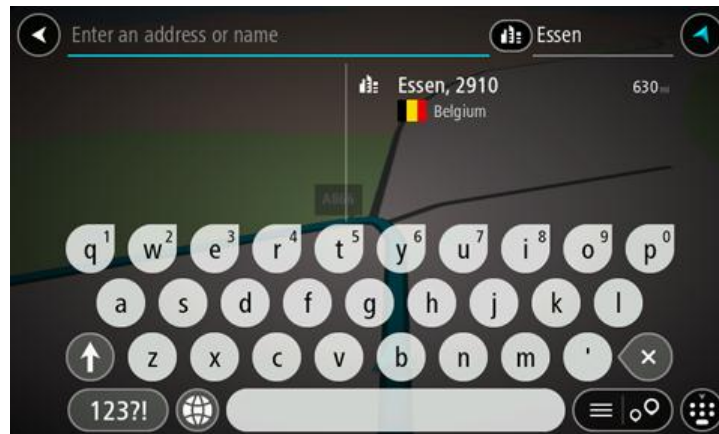 Enter an address or name
Essen
Essen, 2910
630 mi
Belgium
q1 w2 e3 r4 t5 y6 u7 i8 o9 p0
a s d f g h j k l
z x c v b n m '
123?!